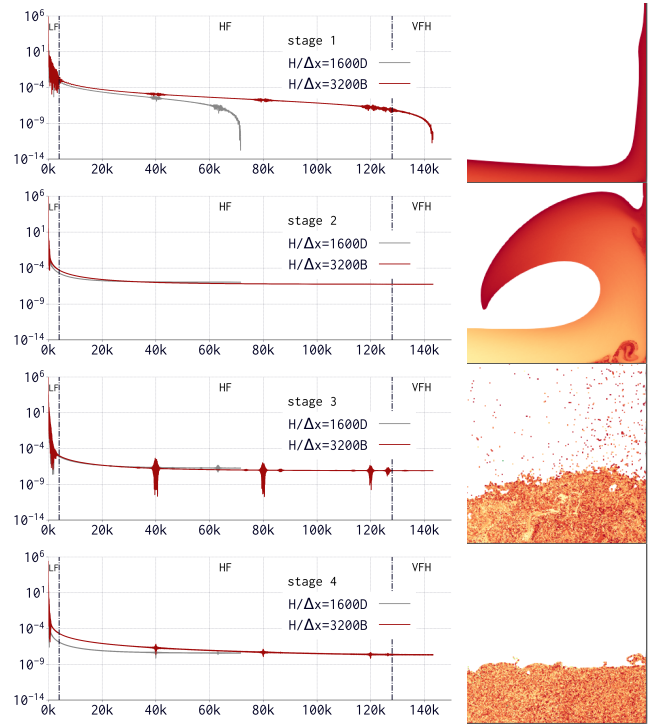 10^6
10^1
10^-4
10^-9
10^-14
LF HF VFH
stage 1
H/Δx=1600D
H/Δx=3200B
0k 20k 40k 60k 80k 100k 120k 140k
10^6
10^1
10^-4
10^-9
10^-14
LF HF VFH
stage 2
H/Δx=1600D
H/Δx=3200B
0k 20k 40k 60k 80k 100k 120k 140k
10^6
10^1
10^-4
10^-9
10^-14
LF HF VFH
stage 3
H/Δx=1600D
H/Δx=3200B
0k 20k 40k 60k 80k 100k 120k 140k
10^6
10^1
10^-4
10^-9
10^-14
LF HF VFH
stage 4
H/Δx=1600D
H/Δx=3200B
0k 20k 40k 60k 80k 100k 120k 140k